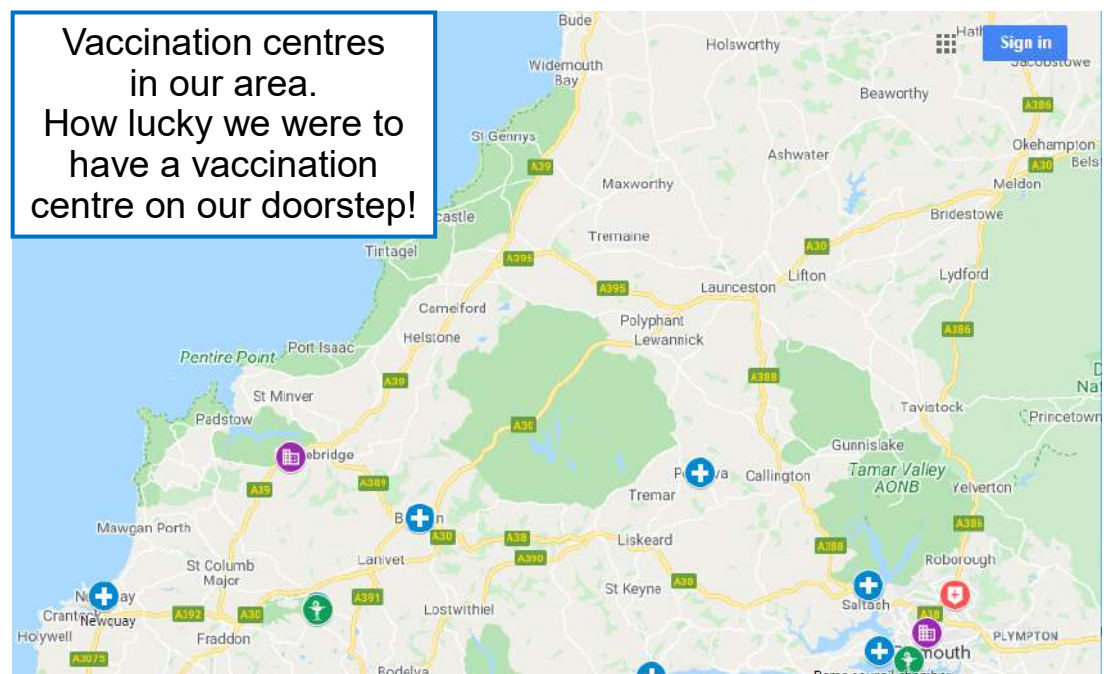 Vaccination centres
in our area.
How lucky we were to
have a vaccination
centre on our doorstep!
Bude
Holsworthy
Sign in
Widemouth
Bay
Jacobstowe
Beaworthy
A386
St Gennys
A39
Ashwater
Okehampton
A30
Meldon
Maxworthy
Bridestowe
Tremaine
A30
Tintagel
A395
Lifton
Lydford
A395
Launceston
Camelford
Polyphant
A386
Helstone
Lewannick
Port Isaac
Pentire Point
A39
A388
St Minver
Tavistock
Padstow
Princetown
A30
Gunnislake
Tamar Valley
AONB
Callington
A39
A389
Tremar
Yelverton
Mawgan Porth
A30
A38
A386
Liskeard
A388
Lanivet
A390
St Columb
Major
Roborough
St Keyne
A38
A391
Saltash
Newquay
A392
A30
Lostwithiel
A38
Holywell
Fraddon
PLYMPTON
A3075
Bodelva